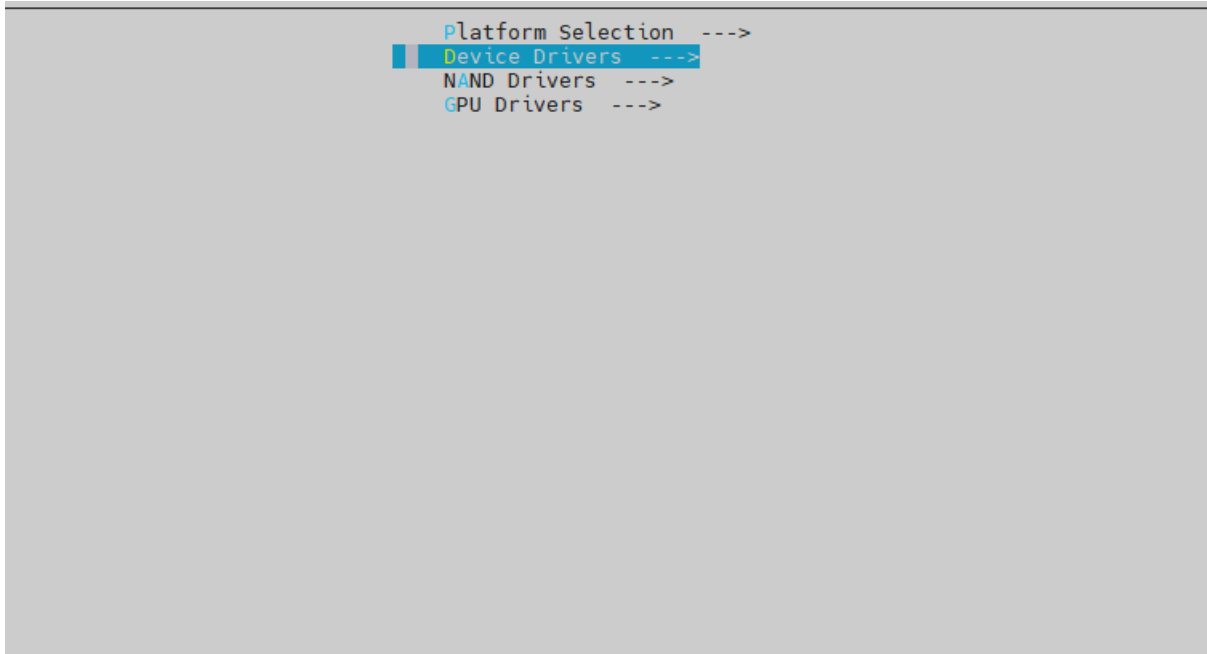 Platform Selection  --->
Device Drivers  --->
NAND Drivers  --->
GPU Drivers  --->